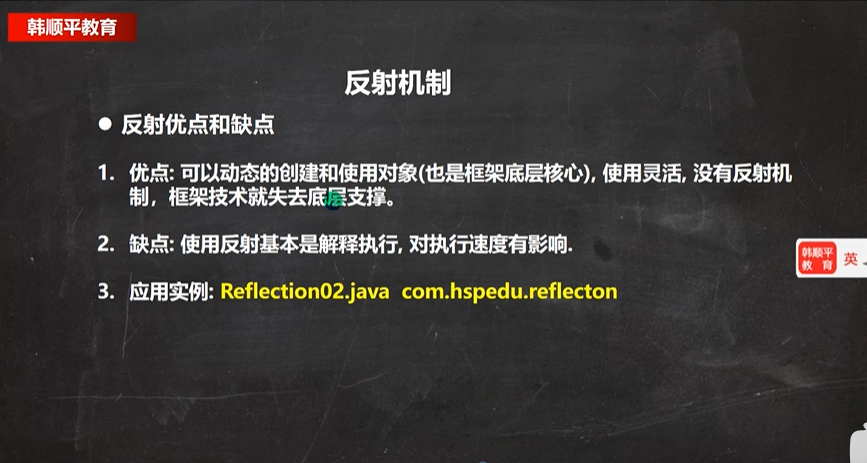 韩顺平教育
反射机制
● 反射优点和缺点
1. 优点: 可以动态的创建和使用对象(也是框架底层核心), 使用灵活, 没有反射机
制，框架技术就失去底层支撑。
2. 缺点: 使用反射基本是解释执行, 对执行速度有影响.
3. 应用实例: Reflection02.java com.hspedu.reflecton
韩顺平
教 育
英